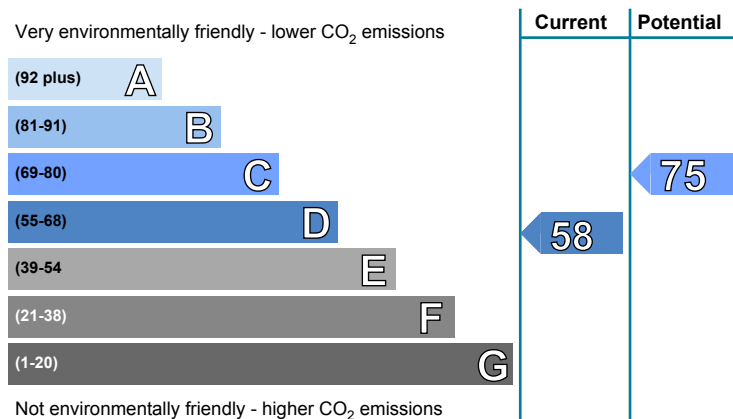 Current Potential
Very environmentally friendly - lower CO2 emissions
(92 plus) A
(81-91) B
(69-80) C
75
(55-68) D
58
(39-54 E
(21-38) F
(1-20) G
Not environmentally friendly - higher CO2 emissions